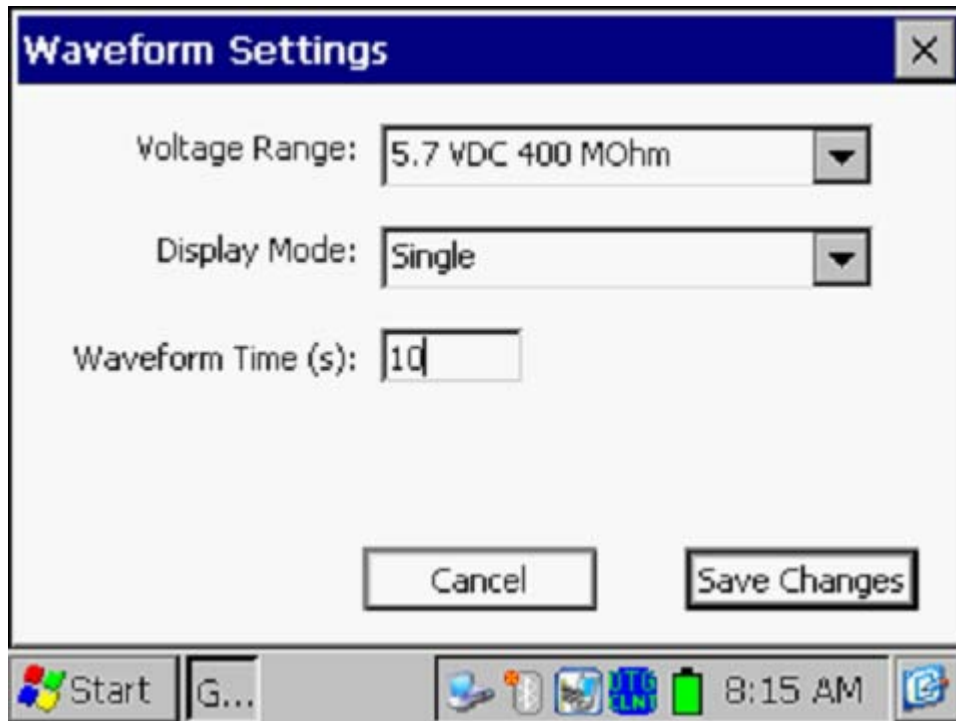 Waveform Settings
Voltage Range: 5.7 VDC 400 MOhm
Display Mode: Single
Waveform Time (s): 10
Cancel Save Changes
Start G... 8:15 AM